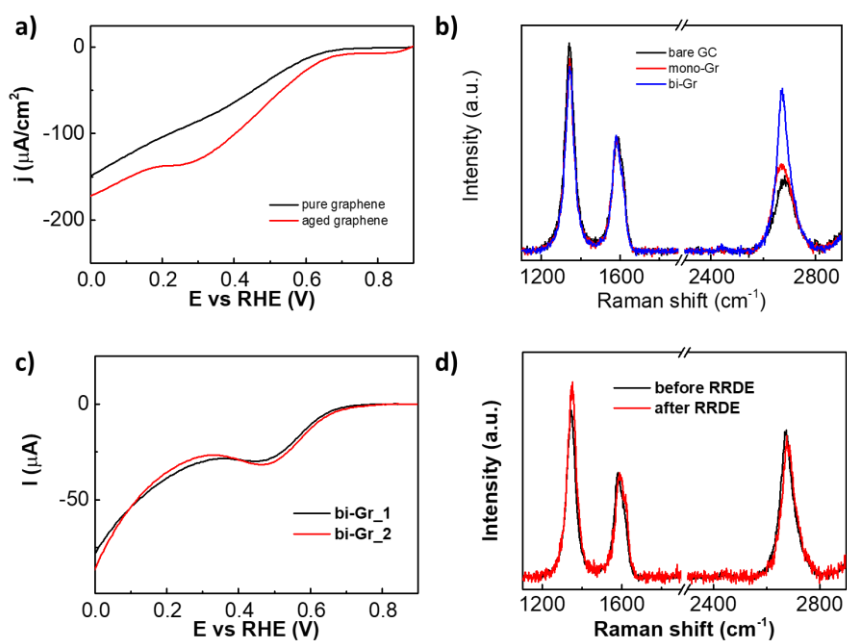 a)
0
-100
-200
j (μA/cm²)
pure graphene
aged graphene
0.0 0.2 0.4 0.6 0.8
E vs RHE (V)
b)
Intensity (a.u.)
bare GC
mono-Gr
bi-Gr
1200 1600 2400 2800
Raman shift (cm⁻¹)
c)
0
-50
I (μA)
bi-Gr_1
bi-Gr_2
0.0 0.2 0.4 0.6 0.8
E vs RHE (V)
d)
Intensity (a.u.)
before RRDE
after RRDE
1200 1600 2400 2800
Raman shift (cm⁻¹)